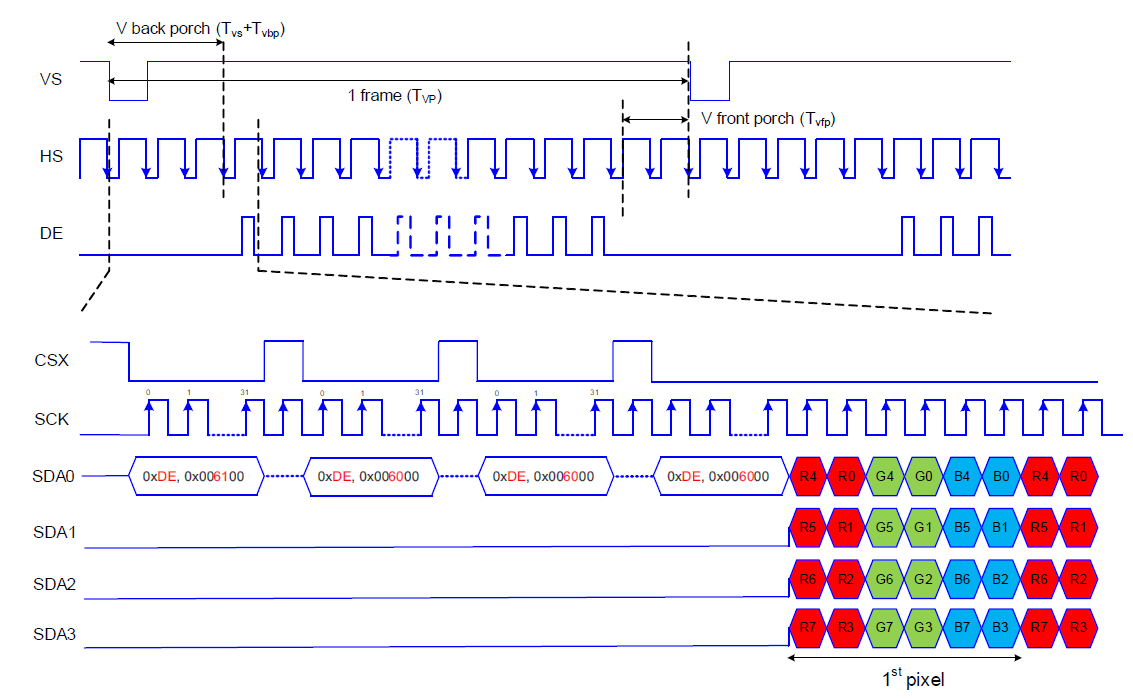 V back porch (Tvs+Tvbp)
VS
1 frame (TVP)
V front porch (Tvfp)
HS
DE
CSX
0 1 31 0 1 31 0 1 31
SCK
SDA0 0xDE, 0x006100 0xDE, 0x006000 0xDE, 0x006000 0xDE, 0x006000 R4 R0 G4 G0 B4 B0 R4 R0
SDA1 R5 R1 G5 G1 B5 B1 R5 R1
SDA2 R6 R2 G6 G2 B6 B2 R6 R2
SDA3 R7 R3 G7 G3 B7 B3 R7 R3
1st pixel